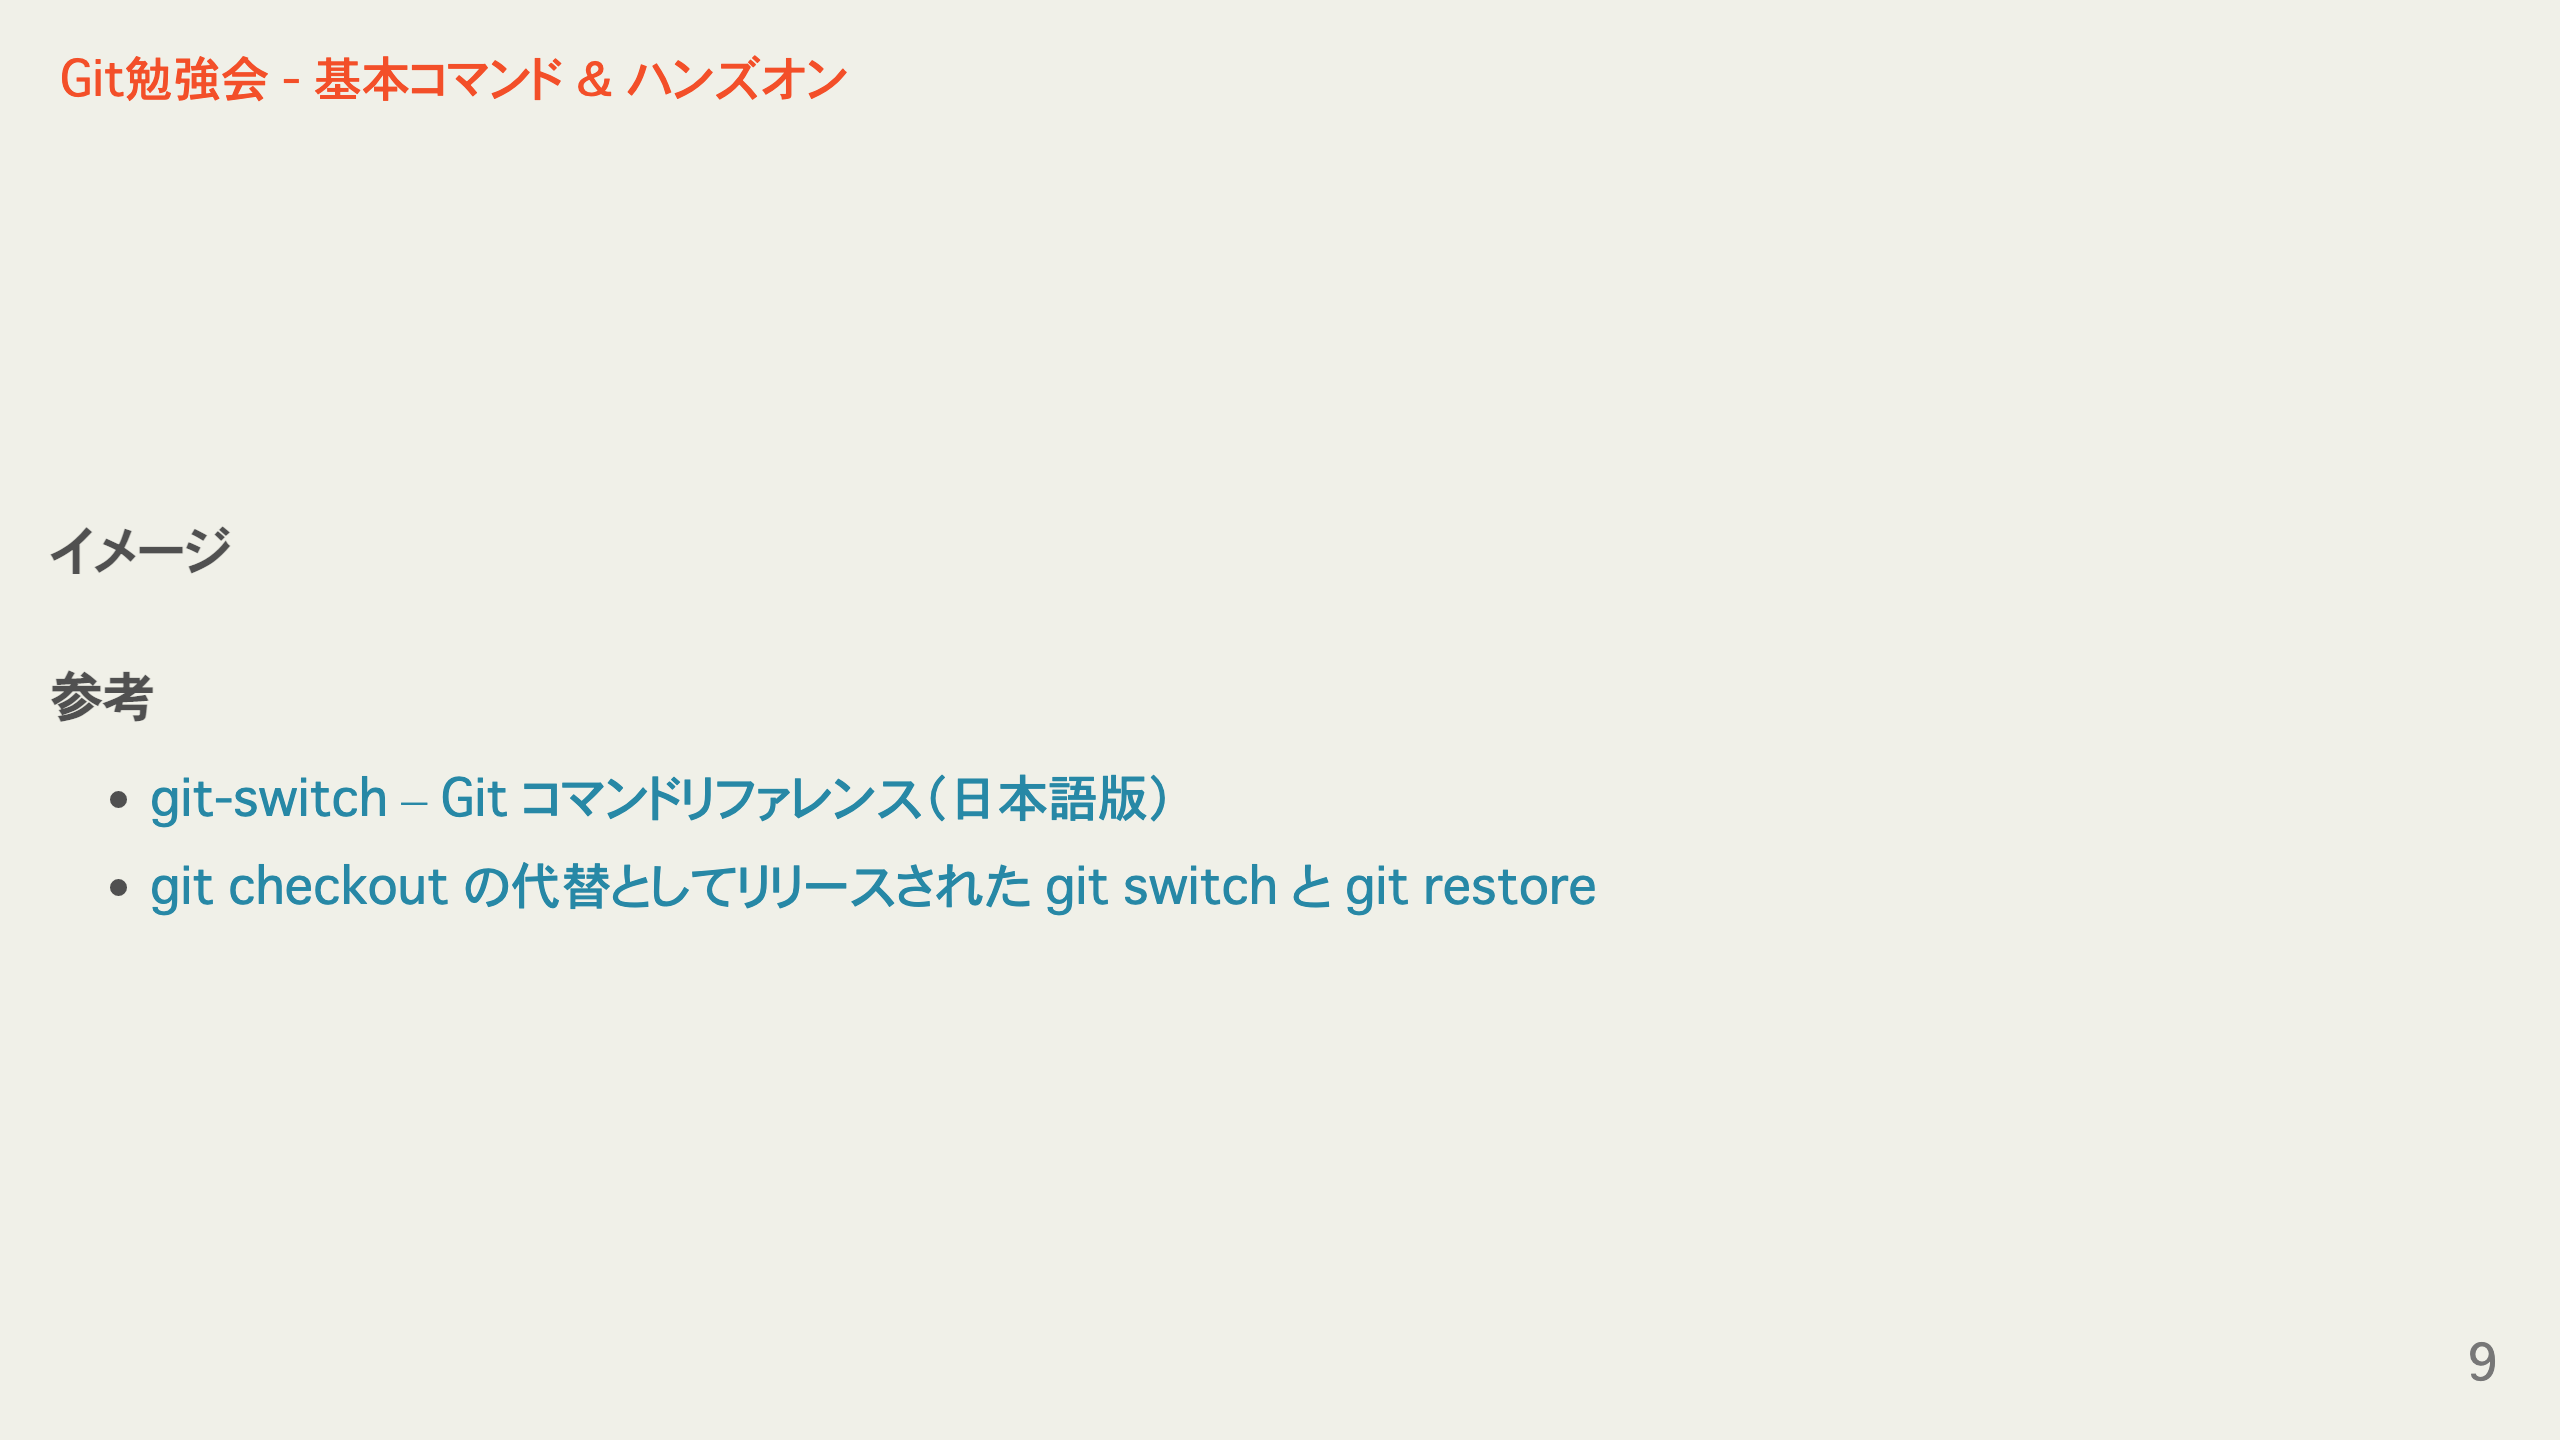 Git勉強会 - 基本コマンド & ハンズオン
イメージ
参考
• git-switch – Git コマンドリファレンス（日本語版）
• git checkout の代替としてリリースされた git switch と git restore
9